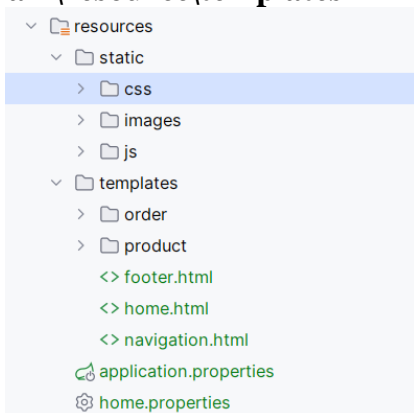 resources
static
css
images
js
templates
order
product
<> footer.html
<> home.html
<> navigation.html
application.properties
home.properties